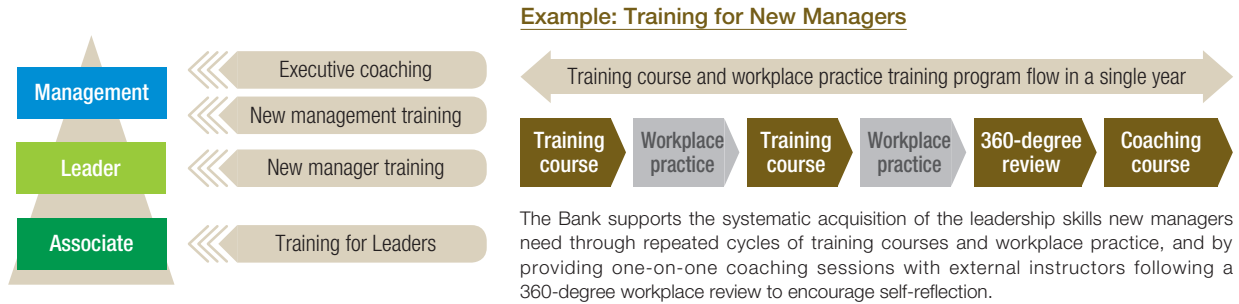 Management
Leader
Associate
Executive coaching
New management training
New manager training
Training for Leaders
Example: Training for New Managers
Training course and workplace practice training program flow in a single year
Training
course
Workplace
practice
Training
course
Workplace
practice
360-degree
review
Coaching
course
The Bank supports the systematic acquisition of the leadership skills new managers
need through repeated cycles of training courses and workplace practice, and by
providing one-on-one coaching sessions with external instructors following a
360-degree workplace review to encourage self-reflection.